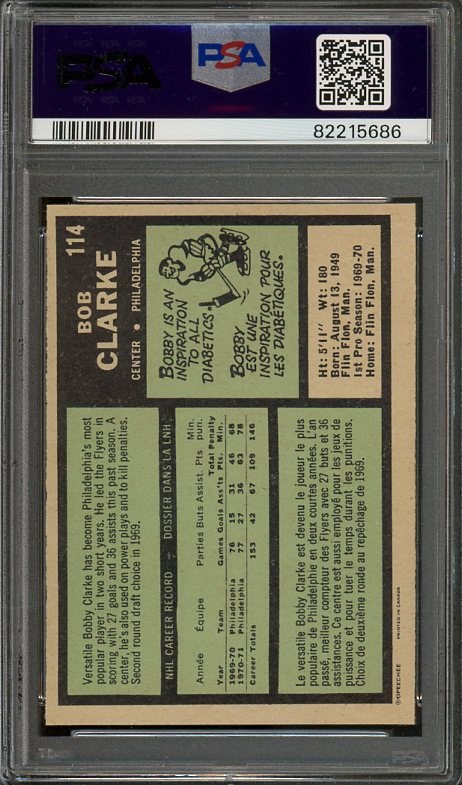 PSA
PSA
82215686
114
BOB
CLARKE
CENTER • PHILADELPHIA
BOBBY IS AN
INSPIRATION
TO ALL
DIABETICS!
BOBBY
EST UNE
INSPIRATION POUR
LES DIABÉTIQUES.
Ht: 5'11" Wt: 180
Born: August 13, 1949
Flin Flon, Man.
1st Pro Season: 1969-70
Home: Flin Flon, Man.
Versatile Bobby Clarke has become Philadelphia's most
popular player in two short years. He led the Flyers in
scoring with 27 goals and 36 assists this past season. A
center, he's also used on power plays and to kill penalties.
Second round draft choice in 1969.
NHL CAREER RECORD — DOSSIER DANS LA LNH
Min.
Année Équipe Parties Buts Assist. Pts pun.
Total Penalty
Year Team Games Goals Ass'ts Pts. Min.
1969-70 Philadelphia 76 15 31 46 68
1970-71 Philadelphia 77 27 36 63 78
Career Totals 153 42 67 109 146
Le versatile Bobby Clarke est devenu le joueur le plus
populaire de Philadelphie en deux courtes années. L'an
passé, meilleur compteur des Flyers avec 27 buts et 36
assistances. Ce centre est aussi employé pour les jeux de
puissance et pour tuer le temps durant les punitions.
Choix de deuxième ronde au repêchage de 1969.
©OPEECHEE PRINTED IN CANADA